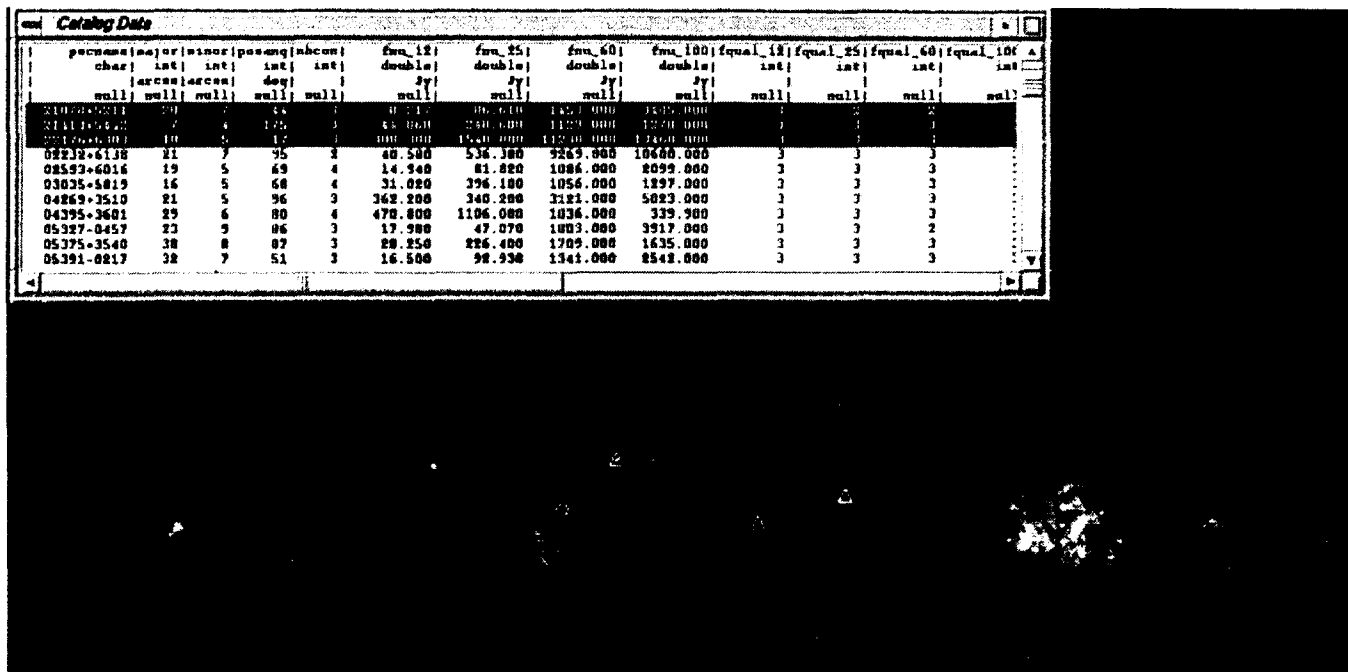 Catalog Data
| pscname|major|minor|posang|nhcon| fnu_12| fnu_25| fnu_60| fnu_100|fqual_12|fqual_25|fqual_60|fqual_100
| char| int| int| int| int| double| double| double| double| int| int| int| int
| |arcsec|arcsec| deg| | Jy| Jy| Jy| Jy| | | |
| null| null| null| null| null| null| null| null| null| null| null| null| null
02232+6138 21 7 95 2 40.500 536.300 9269.000 10600.000 3 3 3
02593+6016 19 5 69 4 14.940 81.820 1086.000 2099.000 3 3 3
03035+5819 16 5 68 4 31.020 396.100 1056.000 1297.000 3 3 3
04269+3510 21 5 96 3 362.200 340.200 3121.000 5023.000 3 3 3
04395+3601 29 6 80 4 470.800 1106.000 1036.000 339.900 3 3 3
05327-0457 23 9 86 3 17.980 47.070 1003.000 3917.000 3 3 2
05375+3540 38 8 87 3 28.250 226.400 1709.000 1635.000 3 3 3
05391-0217 32 7 51 3 16.500 92.930 1341.000 2542.000 3 3 3